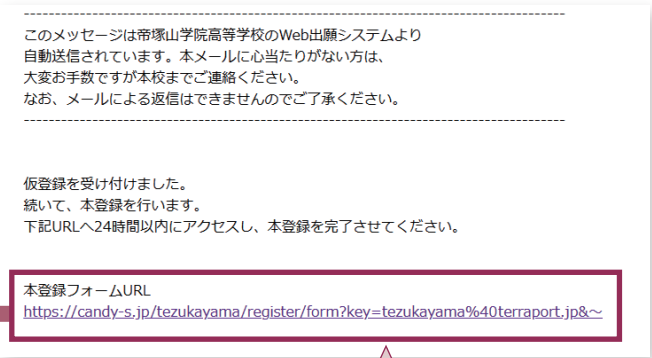 --------------------------------------------------------------------
このメッセージは帝塚山学院高等学校のWeb出願システムより
自動送信されています。本メールに心当たりがない方は、
大変お手数ですが本校までご連絡ください。
なお、メールによる返信はできませんのでご了承ください。
--------------------------------------------------------------------
仮登録を受け付けました。
続いて、本登録を行います。
下記URLへ24時間以内にアクセスし、本登録を完了させてください。
本登録フォームURL
https://candy-s.jp/tezukayama/register/form?key=tezukayama%40terraport.jp&～